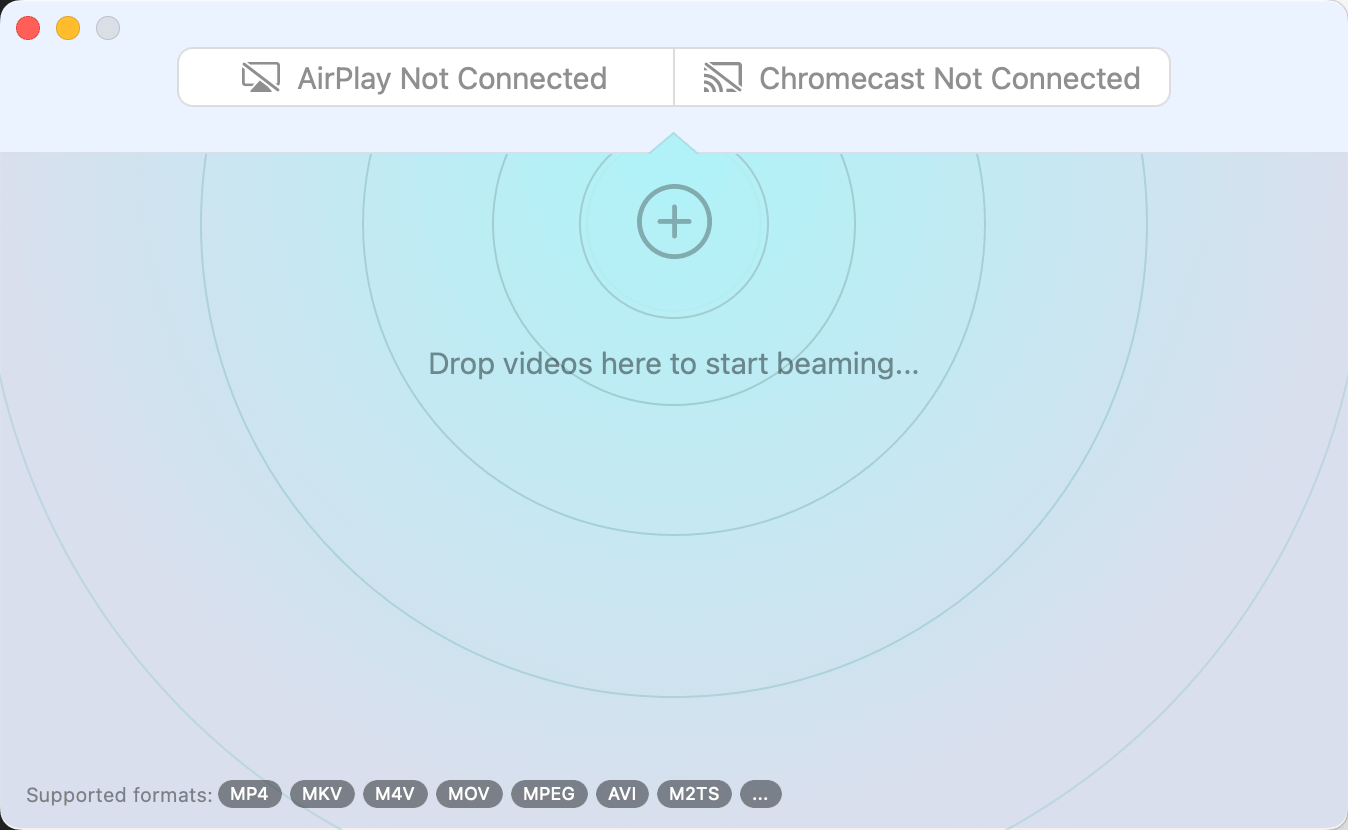 AirPlay Not Connected
Chromecast Not Connected
Drop videos here to start beaming...
Supported formats: MP4 MKV M4V MOV MPEG AVI M2TS ...